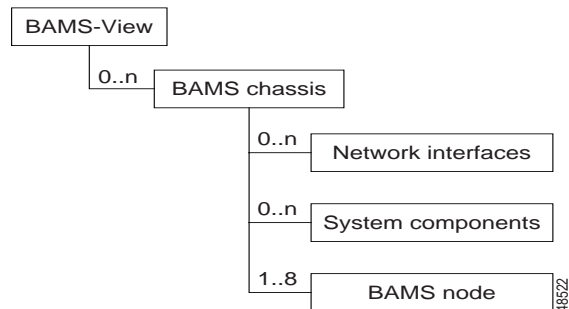 BAMS-View
0..n
BAMS chassis
0..n
Network interfaces
0..n
System components
1..8
BAMS node
48522